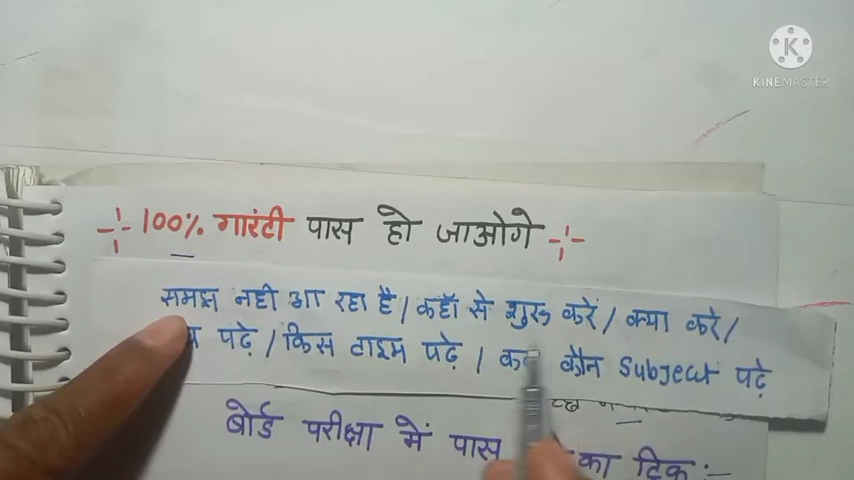 KINEMASTER
100% गारंटी पास हो जाओगे
समझ नही आ रहा है / कहाँ से शुरू करें / क्या करे /
पढ़े / किस टाइम पढ़े / कौन Subject पढ़े
बोर्ड परीक्षा में पास का ट्रिक :-